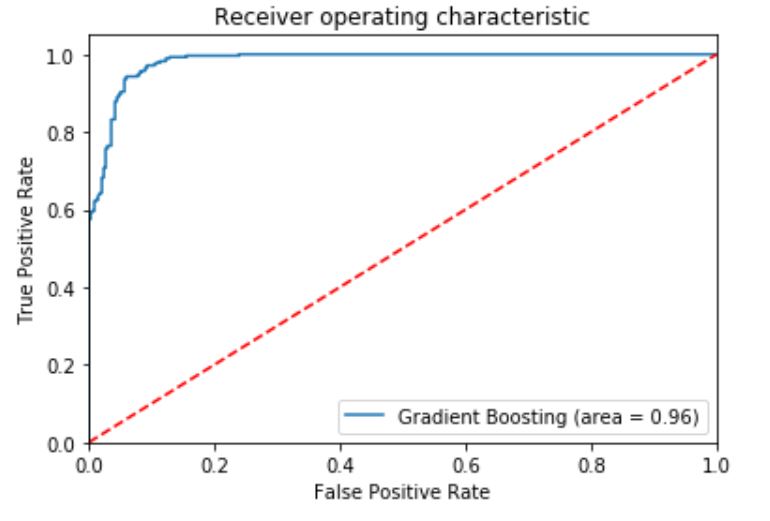 Receiver operating characteristic
1.0
0.8
0.6
0.4
0.2
0.0
True Positive Rate
Gradient Boosting (area = 0.96)
0.0 0.2 0.4 0.6 0.8 1.0
False Positive Rate